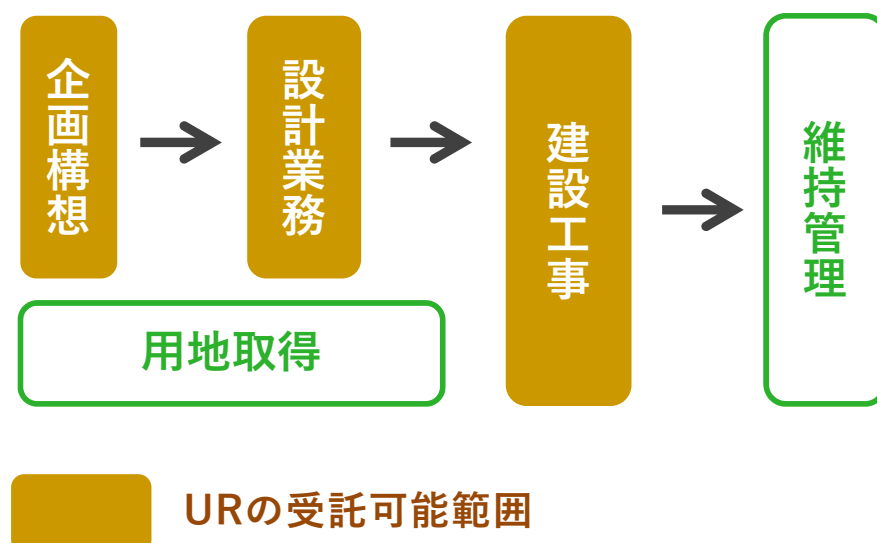 企画構想
設計業務
建設工事
維持管理
用地取得
URの受託可能範囲